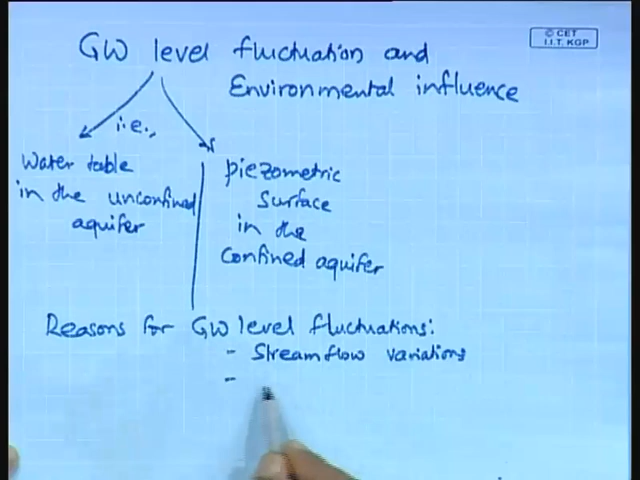 © CET
I.I.T. KGP
GW level fluctuation and
Environmental influence
i.e.,
Water table
in the unconfined
aquifer
piezometric
surface
in the
confined aquifer
Reasons for GW level fluctuations:
- Streamflow variations
-